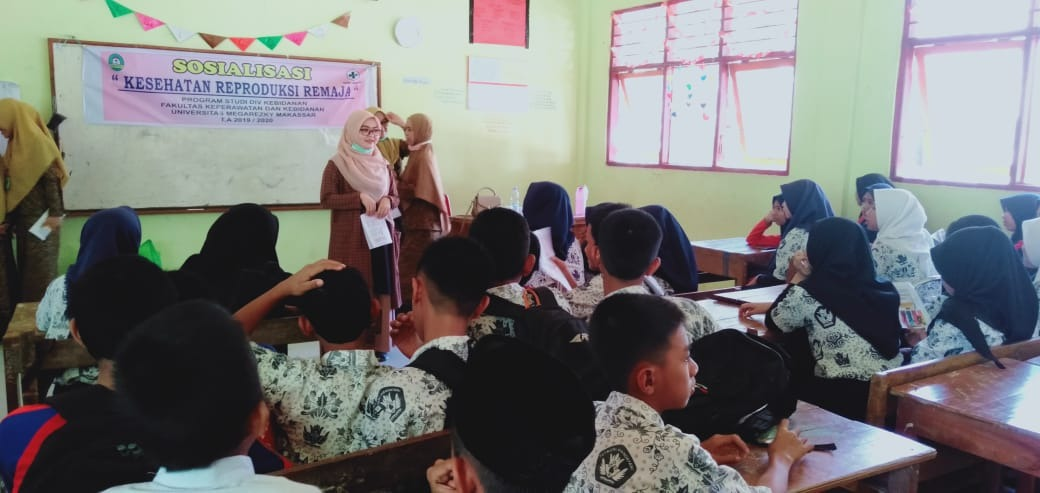 SOSIALISASI
" KESEHATAN REPRODUKSI REMAJA "
PROGRAM STUDI DIV KEBIDANAN
FAKULTAS KEPERAWATAN DAN KEBIDANAN
UNIVERSITAS MEGAREZKY MAKASSAR
T.A 2019 / 2020